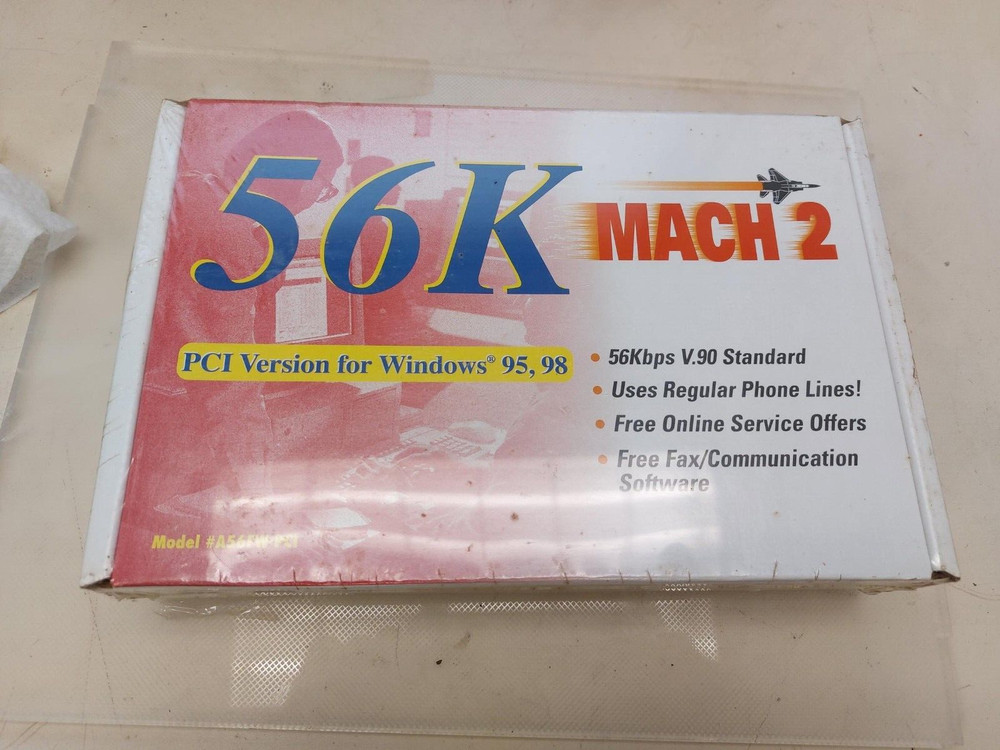 56K
MACH 2
PCI Version for Windows® 95, 98
• 56Kbps V.90 Standard
• Uses Regular Phone Lines!
• Free Online Service Offers
• Free Fax/Communication
Software
Model